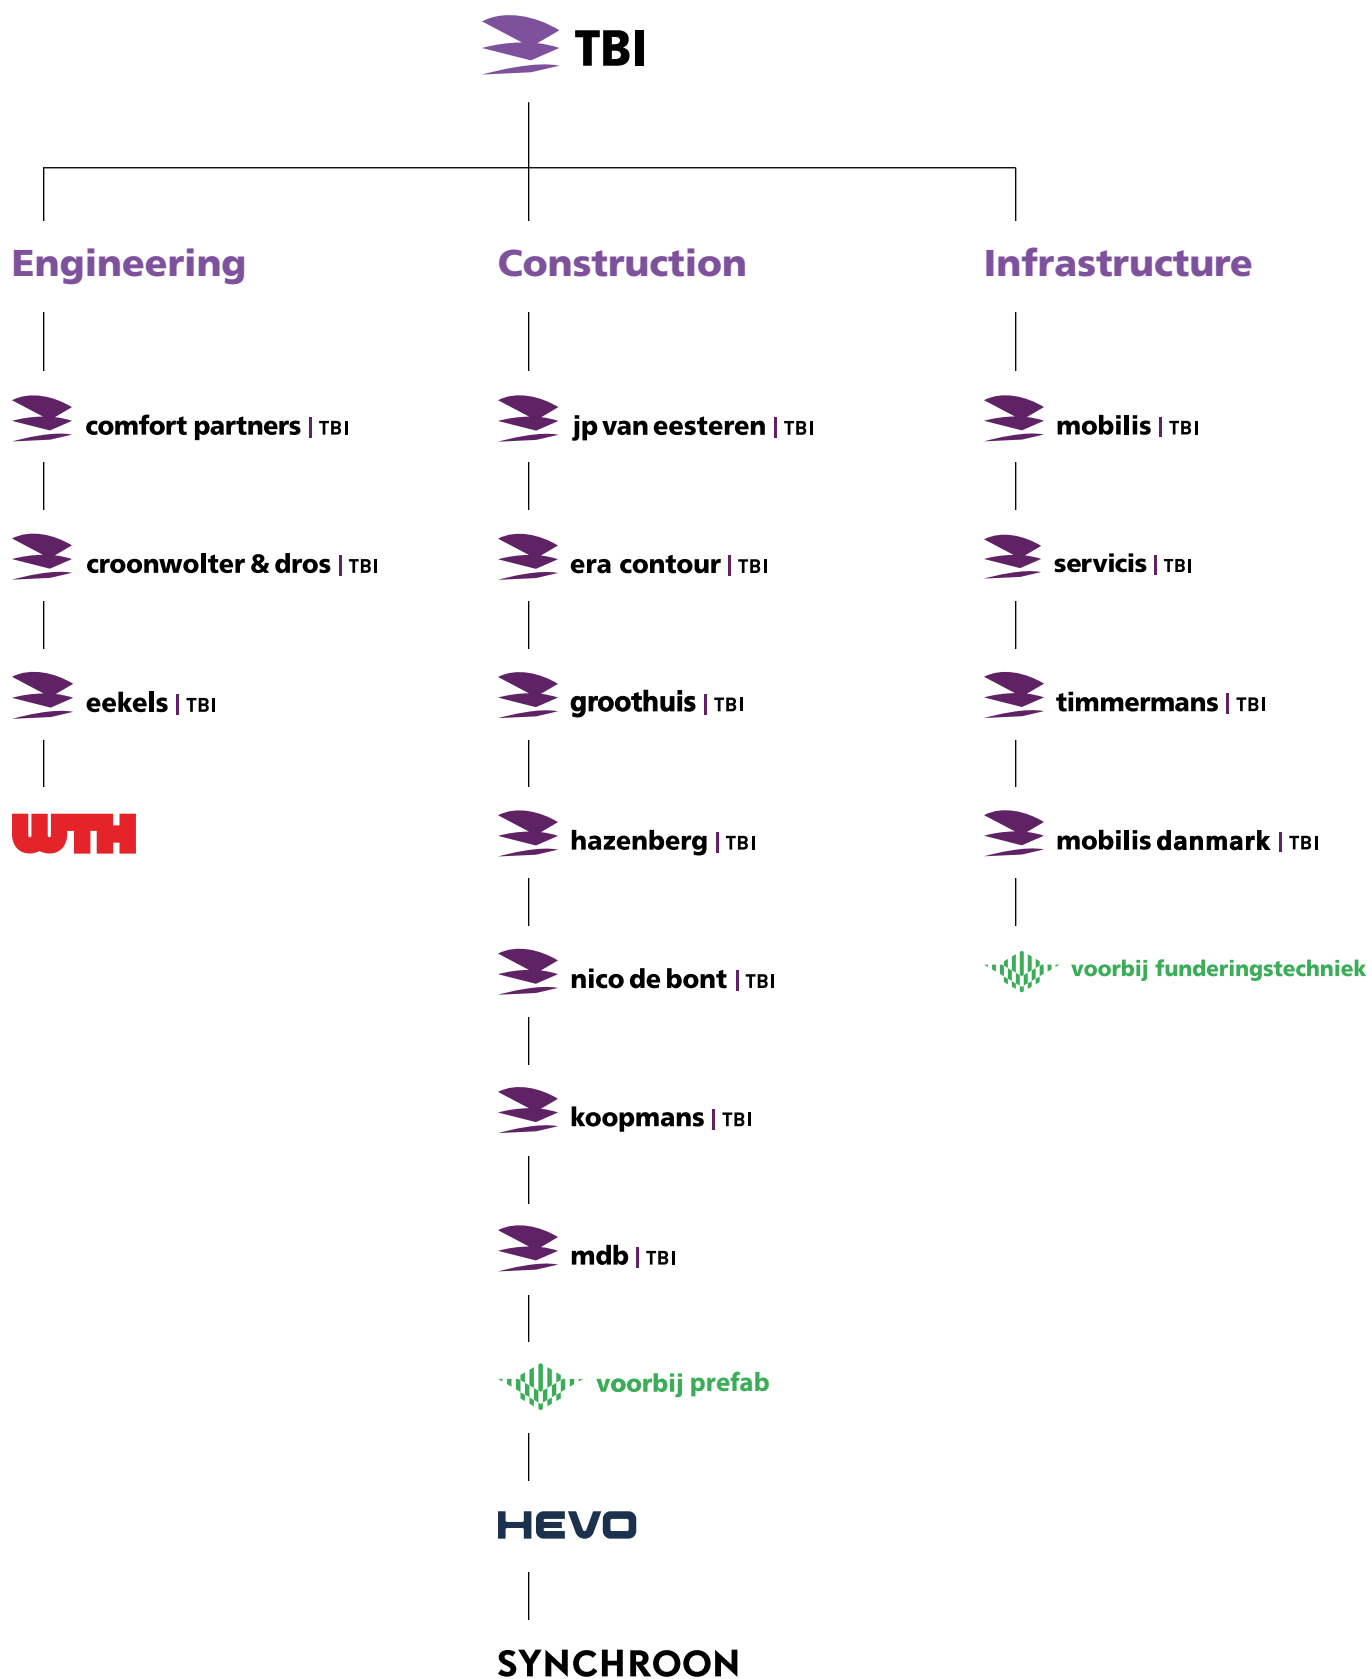 TBI
Engineering
comfort partners | TBI
croonwolter & dros | TBI
eekels | TBI
WTH
Construction
jp van eesteren | TBI
era contour | TBI
groothuis | TBI
hazenberg | TBI
nico de bont | TBI
koopmans | TBI
mdb | TBI
voorbij prefab
HEVO
SYNCHROON
Infrastructure
mobilis | TBI
servicis | TBI
timmermans | TBI
mobilis danmark | TBI
voorbij funderingstechniek